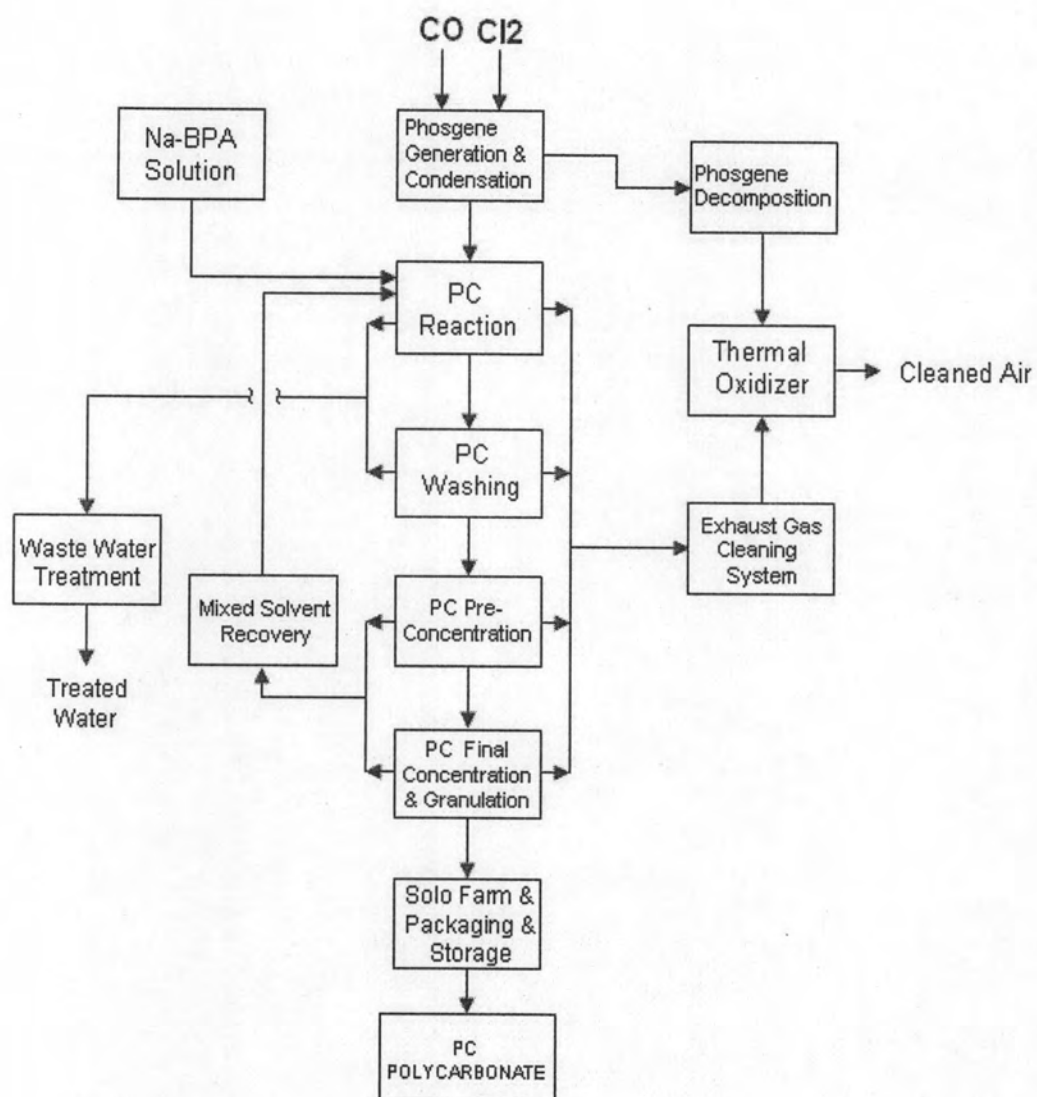 CO Cl2
Na-BPA
Solution
Phosgene
Generation &
Condensation
Phosgene
Decomposition
PC
Reaction
Thermal
Oxidizer
Cleaned Air
PC
Washing
Waste Water
Treatment
Exhaust Gas
Cleaning
System
Mixed Solvent
Recovery
PC Pre-
Concentration
Treated
Water
PC Final
Concentration
& Granulation
Solo Farm &
Packaging &
Storage
PC
POLYCARBONATE